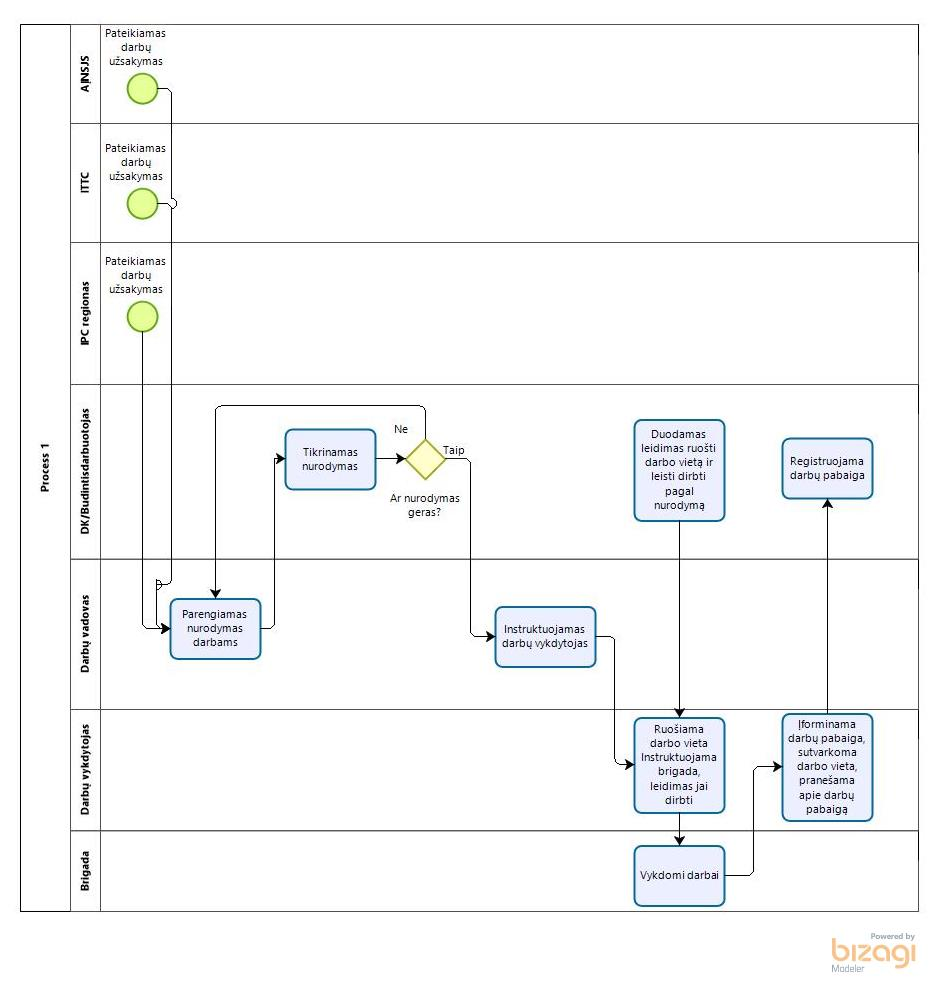 Process 1
AĮNSJS
Pateikiamas
darbų
užsakymas
ITTC
Pateikiamas
darbų
užsakymas
IPC regionas
Pateikiamas
darbų
užsakymas
DK/Budintisdarbuotojas
Tikrinamas
nurodymas
Ne
Taip
Ar nurodymas
geras?
Duodamas
leidimas ruošti
darbo vietą ir
leisti dirbti
pagal
nurodymą
Registruojama
darbų pabaiga
Darbų vadovas
Parengiamas
nurodymas
darbams
Instruktuojamas
darbų vykdytojas
Darbų vykdytojas
Ruošiama
darbo vieta
Instruktuojama
brigada,
leidimas jai
dirbti
Įforminama
darbų pabaiga,
sutvarkoma
darbo vieta,
pranešama
apie darbų
pabaigą
Brigada
Vykdomi darbai
Powered by
bizagi
Modeler